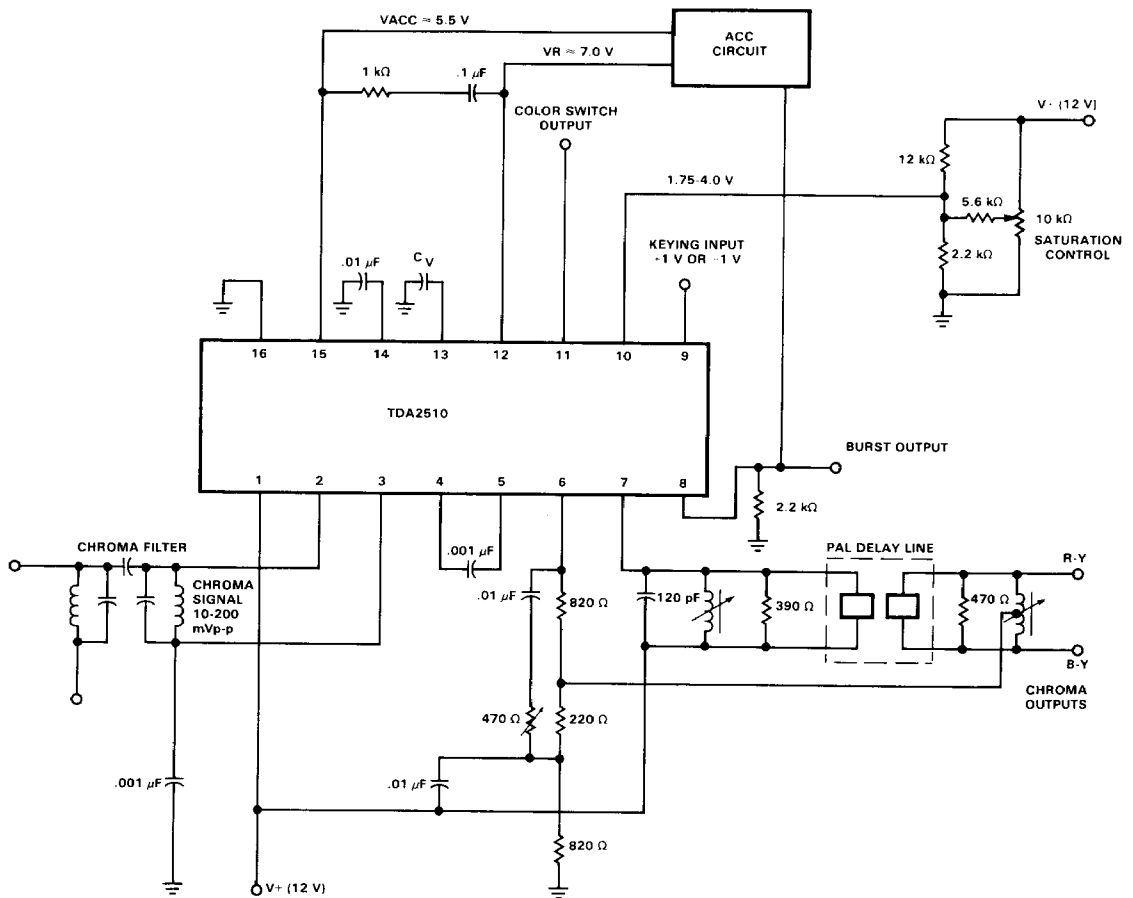 VACC ≈ 5.5 V
ACC
CIRCUIT
VR ≈ 7.0 V
1 kΩ
.1 μF
COLOR SWITCH
OUTPUT
V- (12 V)
12 kΩ
1.75-4.0 V
5.6 kΩ
10 kΩ
SATURATION
CONTROL
2.2 kΩ
KEYING INPUT
+1 V OR -1 V
.01 μF
CV
16 15 14 13 12 11 10 9
TDA2510
1 2 3 4 5 6 7 8
BURST OUTPUT
2.2 kΩ
CHROMA FILTER
CHROMA
SIGNAL
10-200
mVp-p
.001 μF
.01 μF
820 Ω
120 pF
390 Ω
PAL DELAY LINE
470 Ω
R-Y
B-Y
CHROMA
OUTPUTS
470 Ω
220 Ω
.001 μF
.01 μF
820 Ω
V+ (12 V)